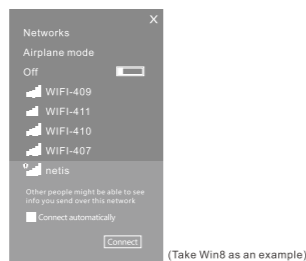 X
Networks
Airplane mode
Off
WIFI-409
WIFI-411
WIFI-410
WIFI-407
netis
Other people might be able to see
info you send over this network
Connect automatically
Connect
(Take Win8 as an example)